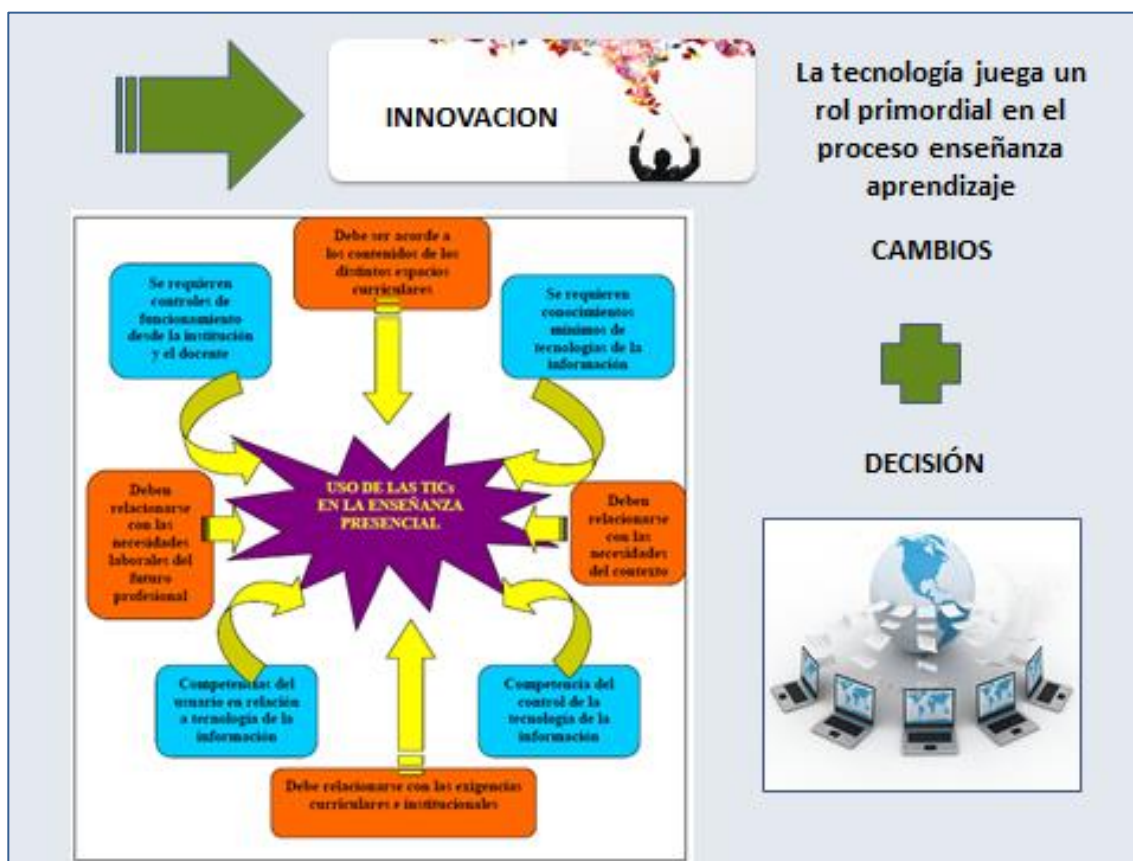 INNOVACION
La tecnología juega un
rol primordial en el
proceso enseñanza
aprendizaje
CAMBIOS
DECISIÓN
Debe ser acorde a
los contenidos de los
distintos espacios
curriculares
Se requieren
controles de
funcionamiento
desde la institución
y el docente
Se requieren
conocimientos
mínimos de
tecnologías de la
información
USO DE LAS TICs
EN LA ENSEÑANZA
PRESENCIAL
Deben
relacionarse
con las
necesidades
laborales del
futuro
profesional
Deben
relacionarse
con las
necesidades
del contexto
Competencias del
usuario en relación
a tecnología de la
información
Competencia del
control de la
tecnología de la
información
Debe relacionarse con las exigencias
curriculares e institucionales